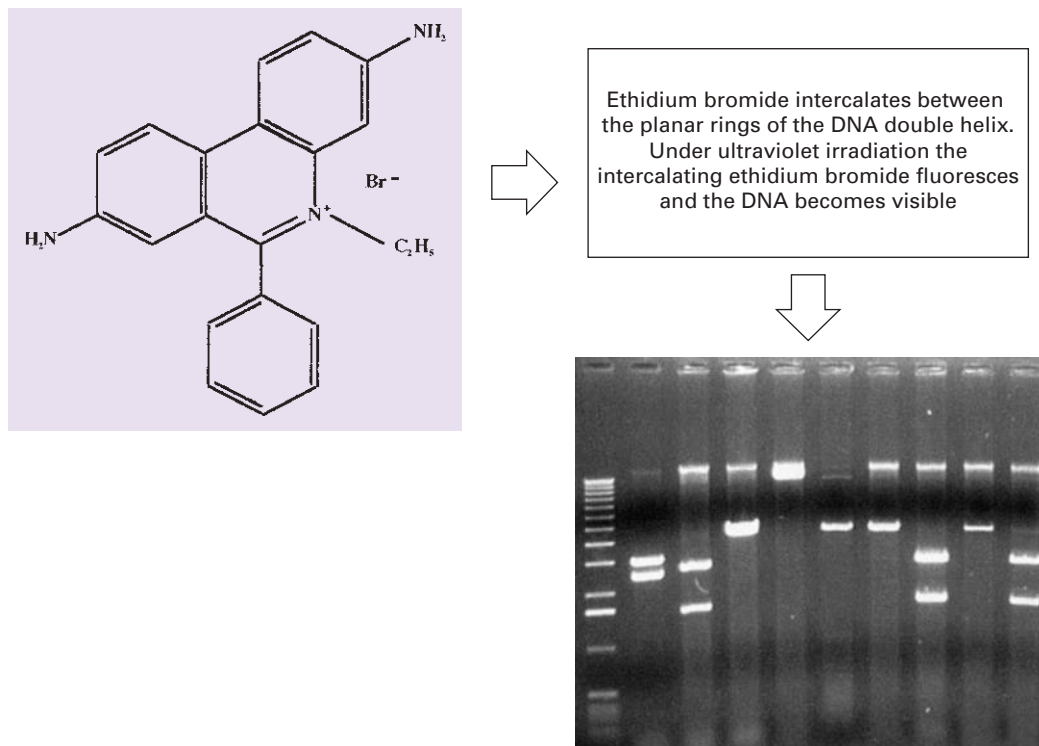 NH₂
Br⁻
N⁺
C₂H₅
H₂N
Ethidium bromide intercalates between
the planar rings of the DNA double helix.
Under ultraviolet irradiation the
intercalating ethidium bromide fluoresces
and the DNA becomes visible